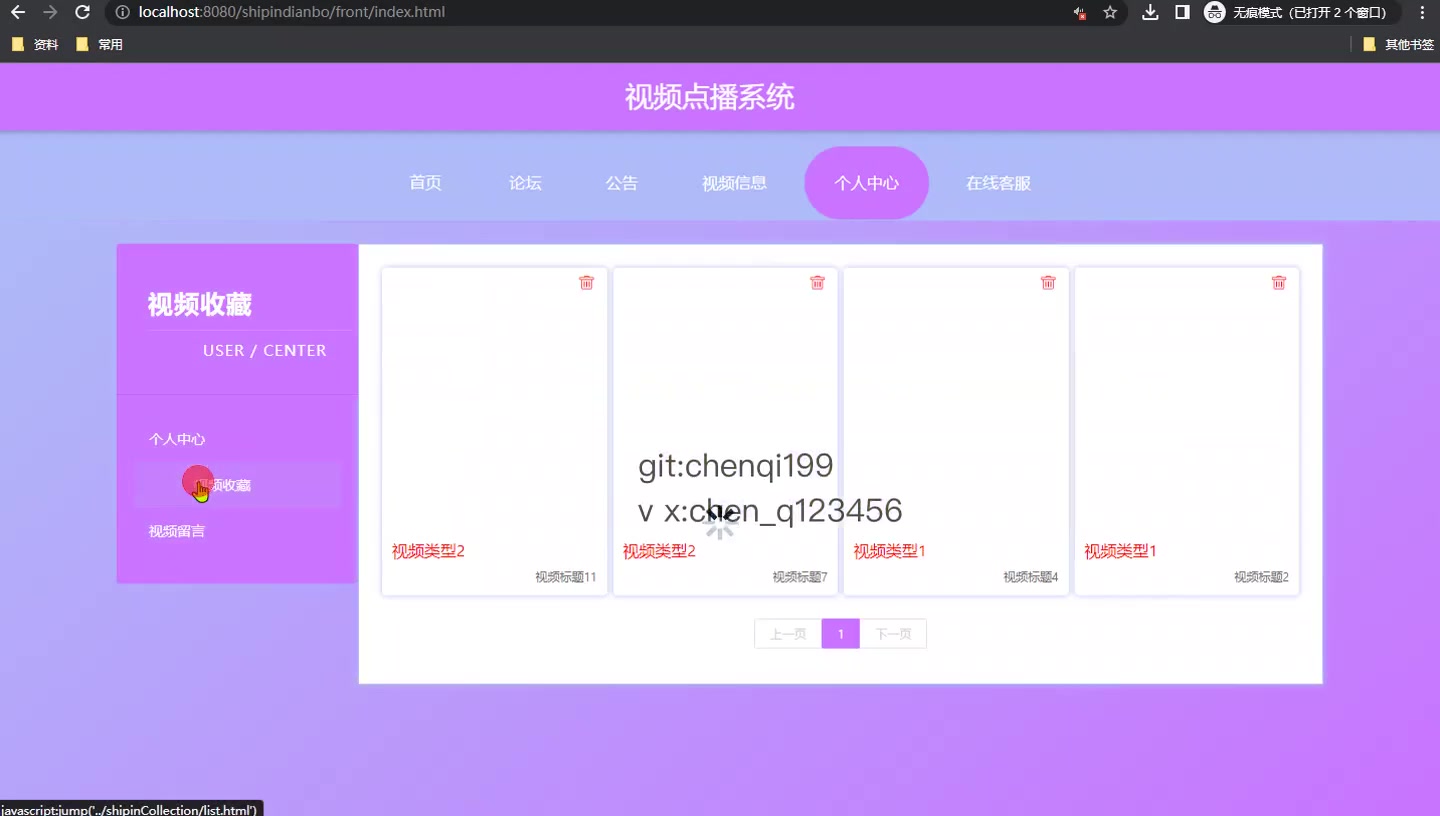 localhost:8080/shipindianbo/front/index.html
无痕模式（已打开 2 个窗口）
资料
常用
其他书签
视频点播系统
首页
论坛
公告
视频信息
个人中心
在线客服
视频收藏
USER / CENTER
个人中心
视频收藏
视频留言
git:chenqi199
v x:chen_q123456
视频类型2
视频标题11
视频类型2
视频标题7
视频类型1
视频标题4
视频类型1
视频标题2
上一页
1
下一页
javascript:jump('../shipinCollection/list.html')